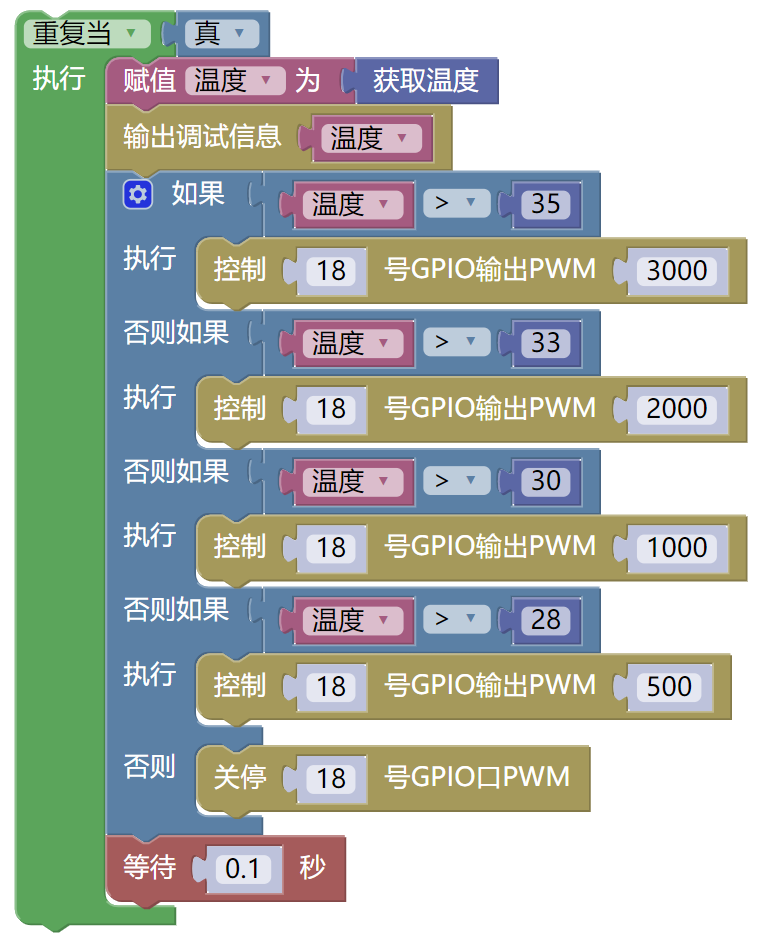 重复当 真
执行 赋值 温度 为 获取温度
输出调试信息 温度
如果 温度 > 35
执行 控制 18 号GPIO输出PWM 3000
否则如果 温度 > 33
执行 控制 18 号GPIO输出PWM 2000
否则如果 温度 > 30
执行 控制 18 号GPIO输出PWM 1000
否则如果 温度 > 28
执行 控制 18 号GPIO输出PWM 500
否则 关停 18 号GPIO口PWM
等待 0.1 秒